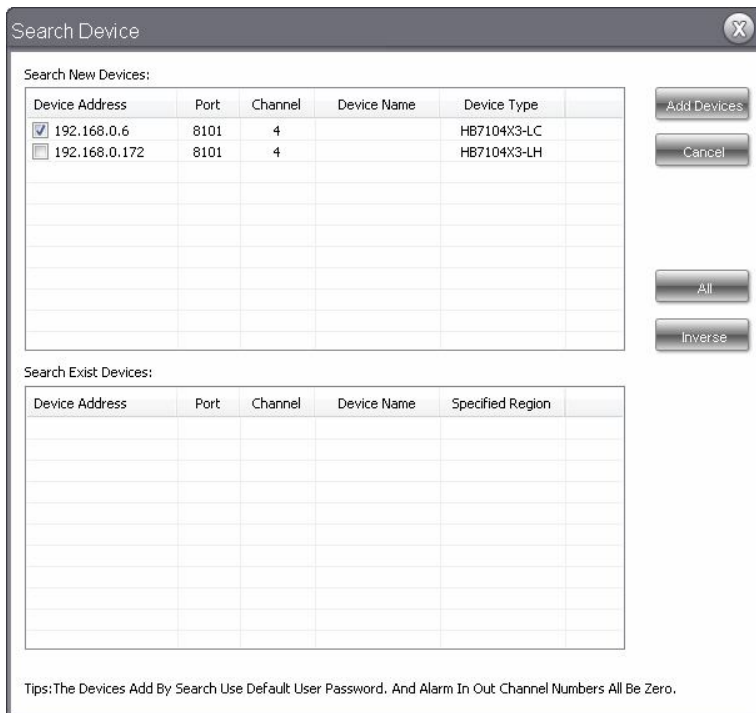 Search Device
X
Search New Devices:
Device Address Port Channel Device Name Device Type
192.168.0.6 8101 4 HB7104X3-LC
192.168.0.172 8101 4 HB7104X3-LH
Add Devices
Cancel
All
Inverse
Search Exist Devices:
Device Address Port Channel Device Name Specified Region
Tips:The Devices Add By Search Use Default User Password. And Alarm In Out Channel Numbers All Be Zero.